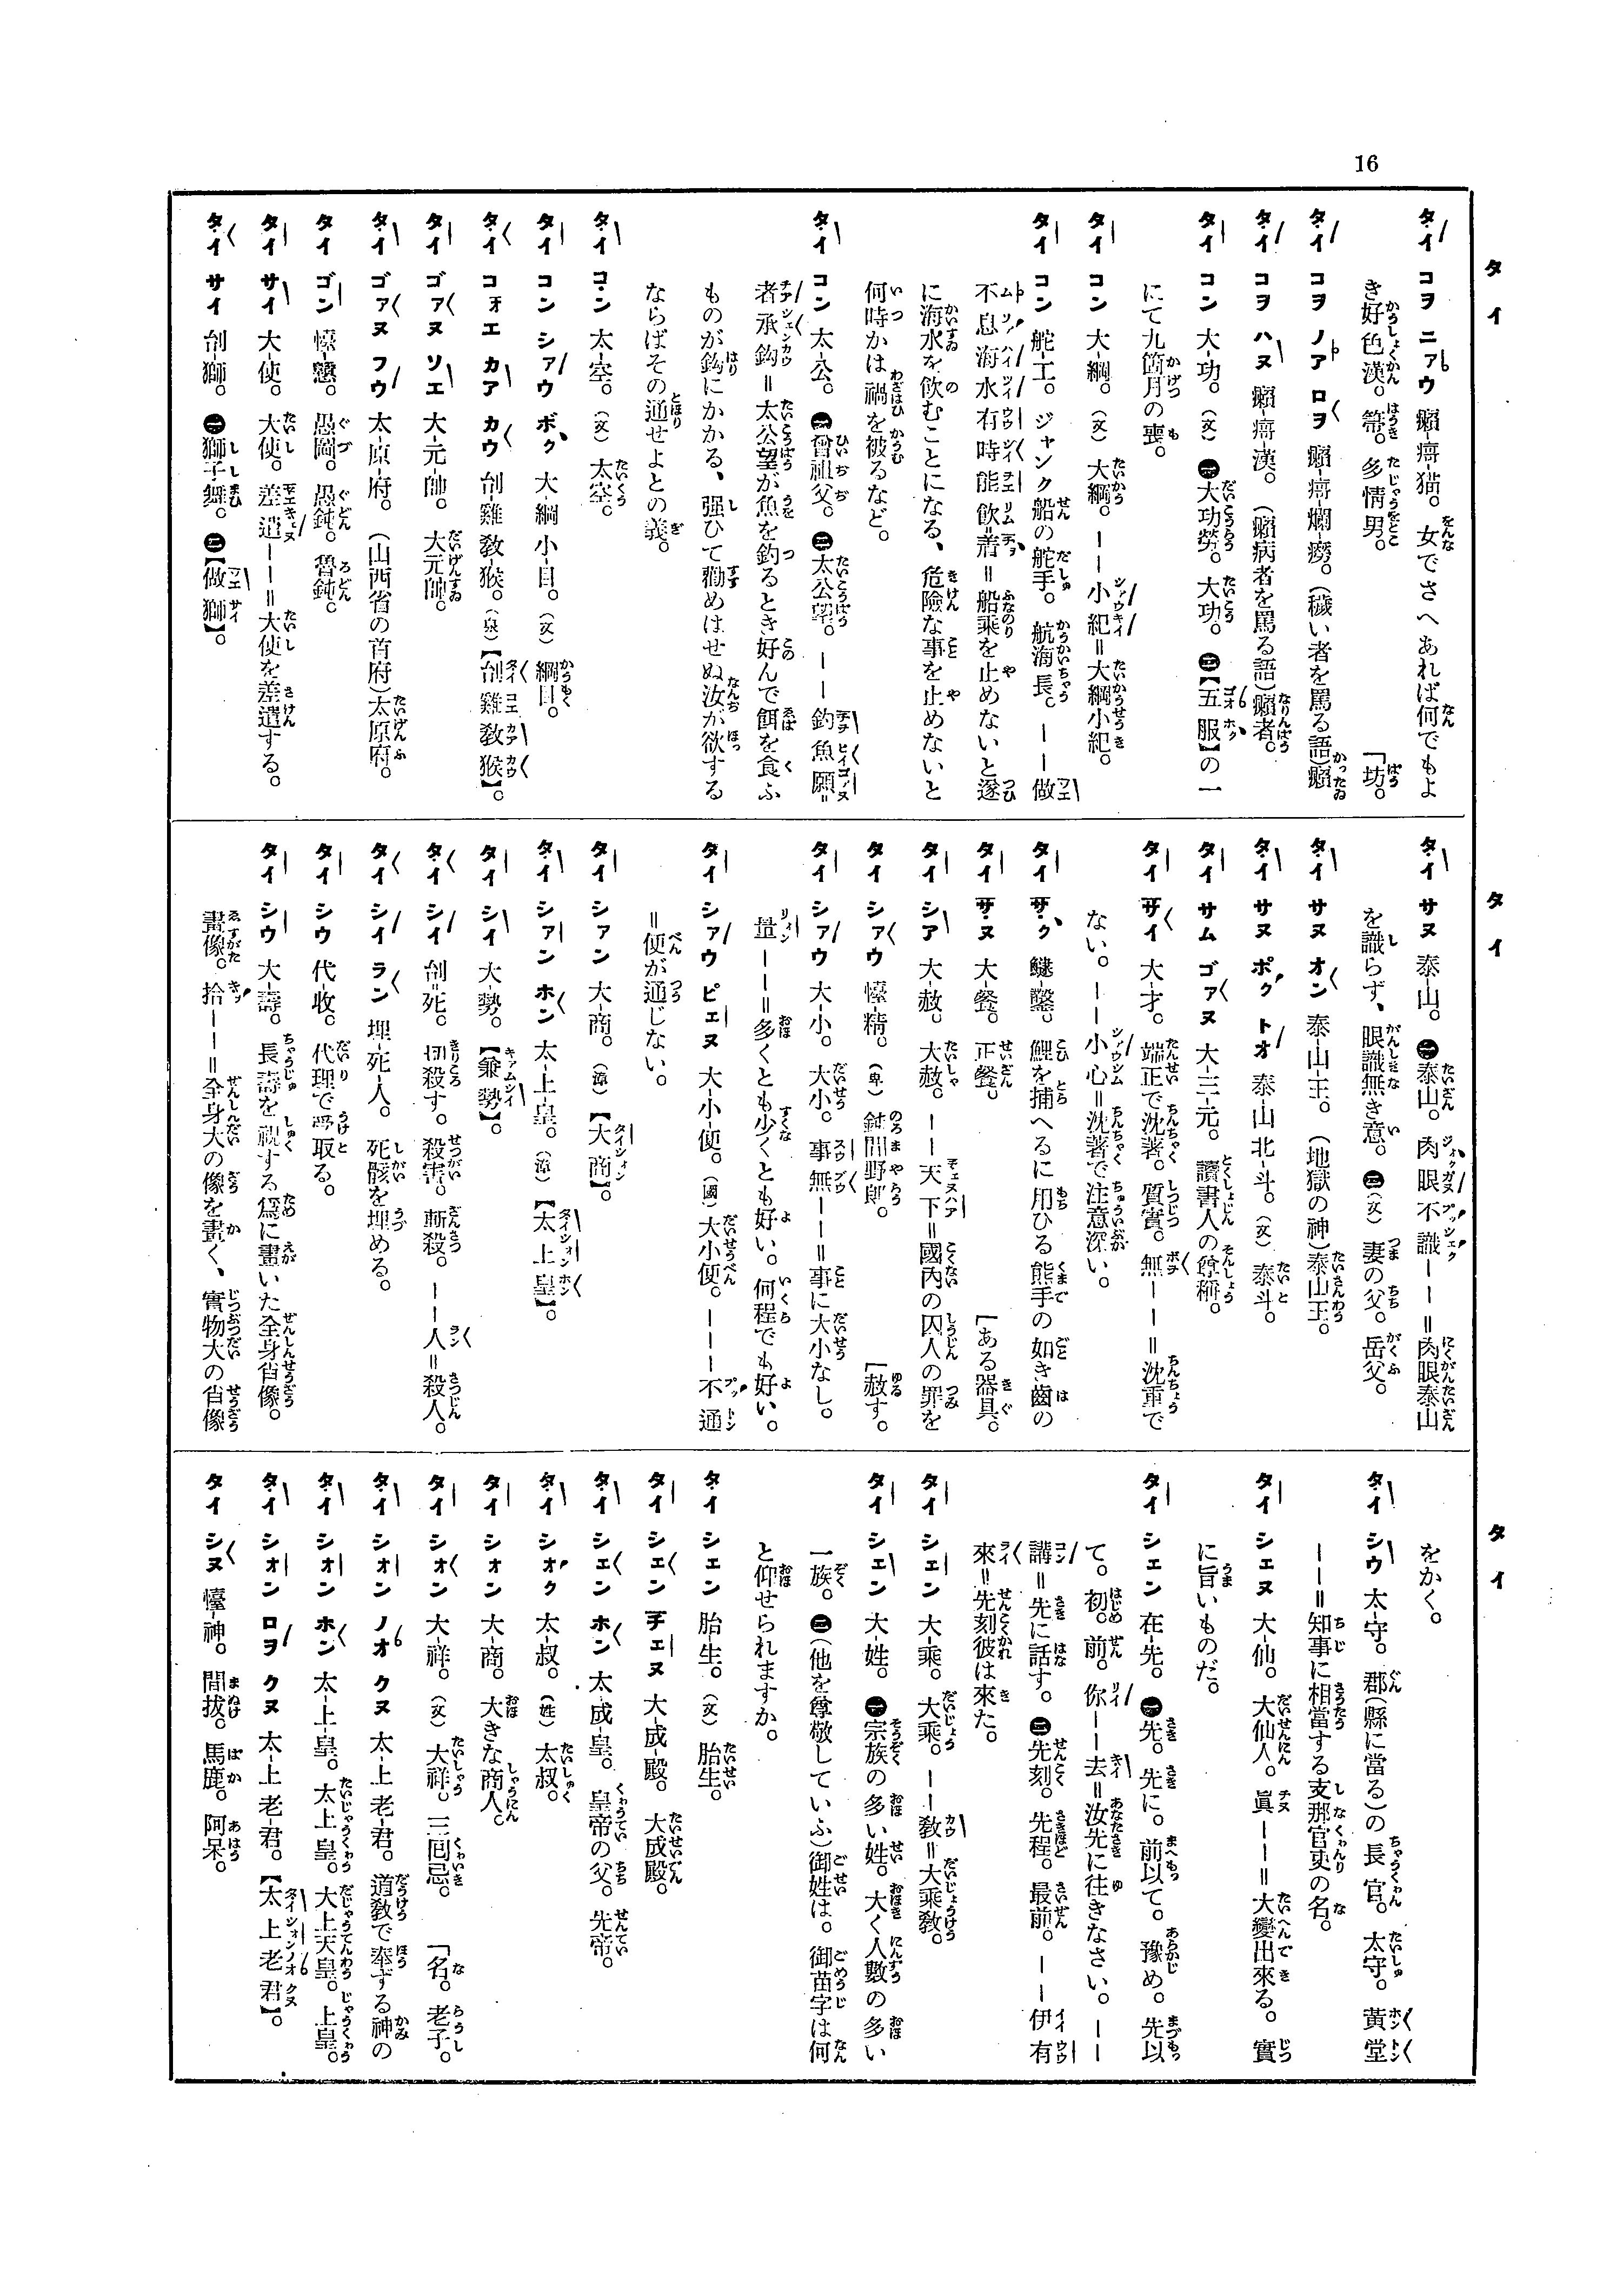 16
タイ
タイ コヲ ニアウ 癩-㾢-猫。女でさへあれば何でもよ
き好色漢。箒。多情男。 「坊。
タイ コヲ ノア ロヲ 癩-㾢-爛-癆。(穢い者を罵る語)癩
タイ コヲ ハヌ 癩-㾢-漢。(癩病者を罵る語)癩者。
タイ コン 大-功。(文) ㊀大功勞。大功。㊁【五服】の一
にて九箇月の喪。
タイ コン 大-綱。(文) 大綱。——小紀=大綱小紀。
タイ コン 舵-工。ジャンク船の舵手。航海長。——做
不息海水有時能飮着=船乘を止めないと遂
に海水を飮むことになる、危險な事を止めないと
何時かは禍を被るなど。
タイ コン 太-公。㊀曾祖父。㊁太公望。——釣魚願=
者承鈎=太公望が魚を釣るとき好んで餌を食ふ
ものが鈎にかかる、强ひて勸めはせぬ汝が欲する
ならばその通せよとの義。
タイ コン 太-空。(文) 太空。
タイ コン シアウ ボク 大-綱 小-目。(文) 綱目。
タイ コオエ カア カウ 刣-雞 敎-猴。(泉)【刣雞敎猴】。
タイ ゴアヌ ソエ 大-元-帥。大元帥。
タイ ゴアヌ フウ 太-原-府。(山西省の首府)太原府。
タイ ゴン 懛-戇。愚圖。愚鈍。魯鈍。
タイ サイ 大-使。大使。差遣——=大使を差遣する。
タイ サイ 刣-獅。㊀獅子舞。㊁【做獅】。
タイ
タイ サヌ 泰-山。㊀泰山。肉眼不識——=肉眼泰山
を識らず、眼識無き意。㊁(文) 妻の父。岳父。
タイ サヌ オン 泰-山-王。(地獄の神)泰山王。
タイ サヌ ポク トオ 泰-山 北-斗。(文) 泰斗。
タイ サム ゴアヌ 大-三-元。讀書人の尊稱。
タイ サイ 大-才。端正で沈著。質實。無——=沈重で
ない。——小心=沈著で注意深い。
タイ サク 鯉を捕へるに用ひる熊手の如き齒の
タイ サヌ 大-餐。正餐。 「ある器具。
タイ シア 大-赦。大赦。——天下=國內の囚人の罪を
タイ シアウ 懛-精。(卑) 鈍間野郞。 「赦す。
タイ シアウ 大-小。大小。事無——=事に大小なし。
量——=多くとも少くとも好い。何程でも好い。
タイ シアウ ピエヌ 大-小-便。(國) 大小便。———不通
=便が通じない。
タイ シアン 大-商。(漳)【大商】。
タイ シアン ホン 太-上-皇。(漳)【太上皇】。
タイ シイ 大-勢。【兼勢】。
タイ シイ 刣=死。切殺す。殺害。斬殺。——人=殺人。
タイ シイ ラン 埋-死-人。死骸を埋める。
タイ シウ 代-收。代理で受取る。
タイ シウ 大-壽。長壽を祝する爲に畫いた全身肖像。
畫像。拾——=全身大の像を畫く、實物大の肖像
タイ
をかく。
タイ シウ 太-守。郡(縣に當る)の長官。太守。黃堂
——=知事に相當する支那官吏の名。
タイ シエヌ 大-仙。大仙人。眞——=大變出來る。實
に旨いものだ。
タイ シエン 在-先。㊀先。先に。前以て。豫め。先以
て。初。前。你——去=汝先に往きなさい。——
講=先に話す。㊁先刻。先程。最前。——伊有
來=先刻彼は來た。
タイ シエン 大-乘。大乘。——敎=大乘敎。
タイ シエン 大-姓。㊀宗族の多い姓。大く人數の多い
一族。㊁(他を尊敬していふ)御姓は。御苗字は何
と仰せられますか。
タイ シエン 胎-生。(文) 胎生。
タイ シエン チエヌ 大-成-殿。大成殿。
タイ シエン ホン 太-成-皇。皇帝の父。先帝。
タイ シオク 太-叔。(姓) 太叔。
タイ シオン 大-商。大きな商人。
タイ シオン 大-祥。(文) 大祥。三囘忌。 「名。老子。
タイ シオン ノオ クヌ 太-上 老-君。道敎で奉ずる神の
タイ シオン ホン 太-上-皇。太上皇。大上天皇。上皇。
タイ シオン ロヲ クヌ 太-上 老-君。【太上老君】。
タイ シヌ 懛-神。間拔。馬鹿。阿呆。